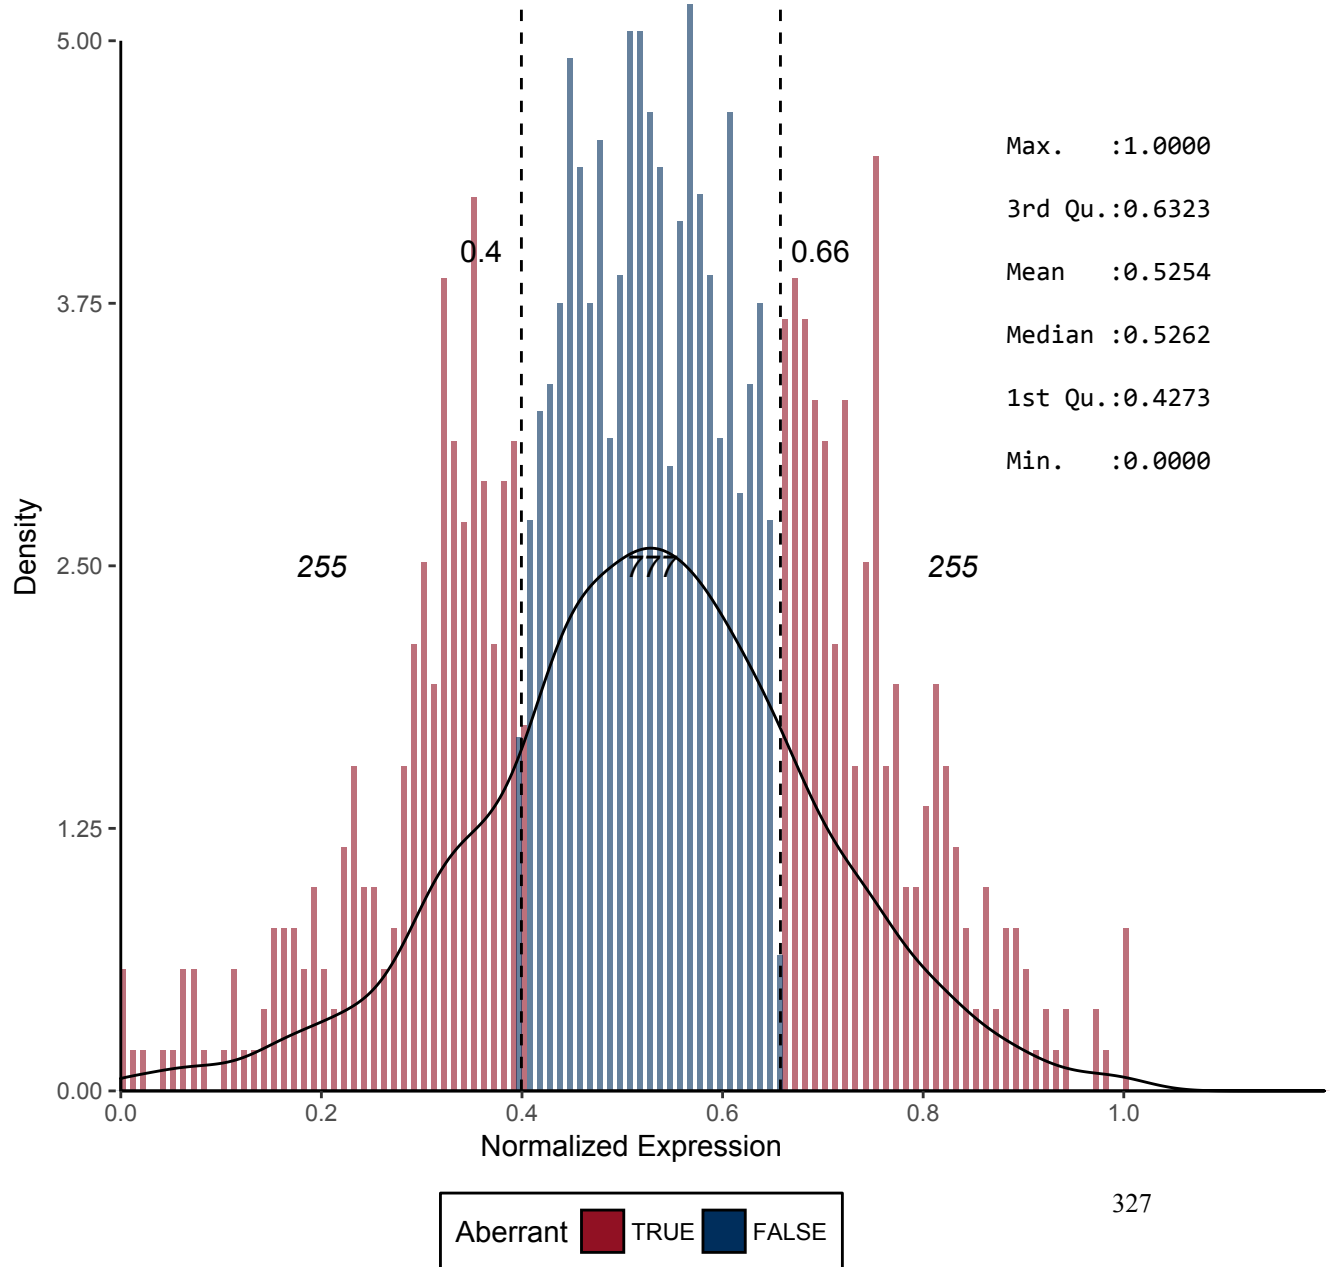 5.00
3.75
2.50
1.25
0.00
Density
0.4
0.66
255
777
255
Max. :1.0000
3rd Qu.:0.6323
Mean :0.5254
Median :0.5262
1st Qu.:0.4273
Min. :0.0000
0.0 0.2 0.4 0.6 0.8 1.0
Normalized Expression
327
Aberrant TRUE FALSE